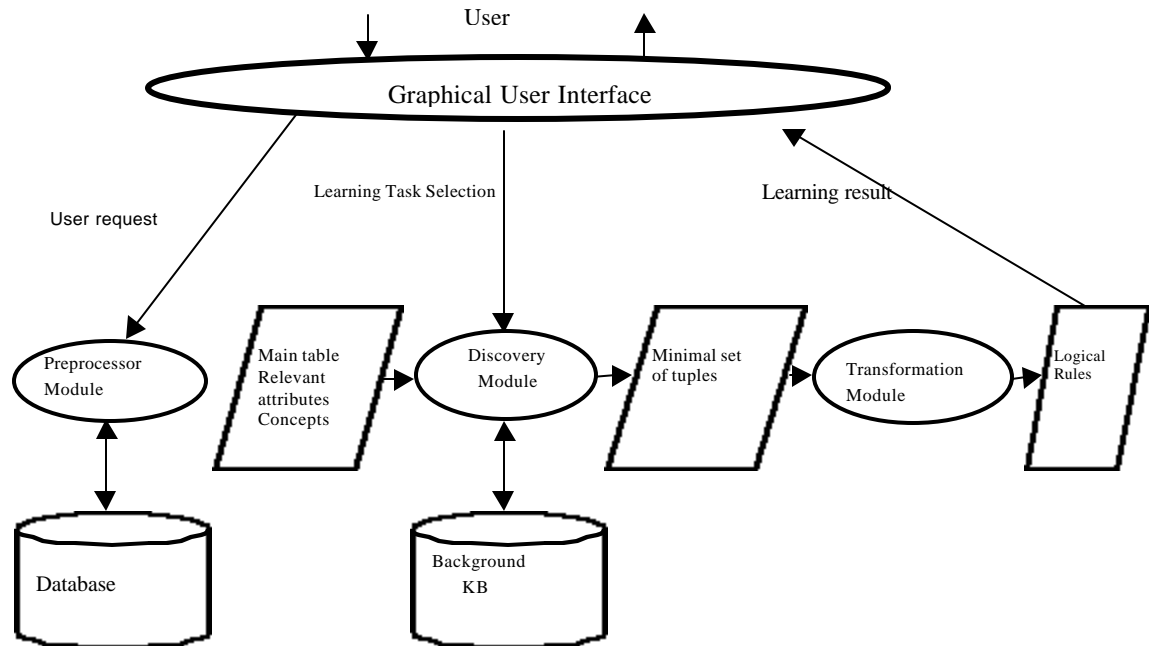 User
Graphical User Interface
Learning Task Selection
Learning result
User request
Preprocessor
Module
Main table
Relevant
attributes
Concepts
Discovery
Module
Minimal set
of tuples
Transformation
Module
Logical
Rules
Database
Background
KB